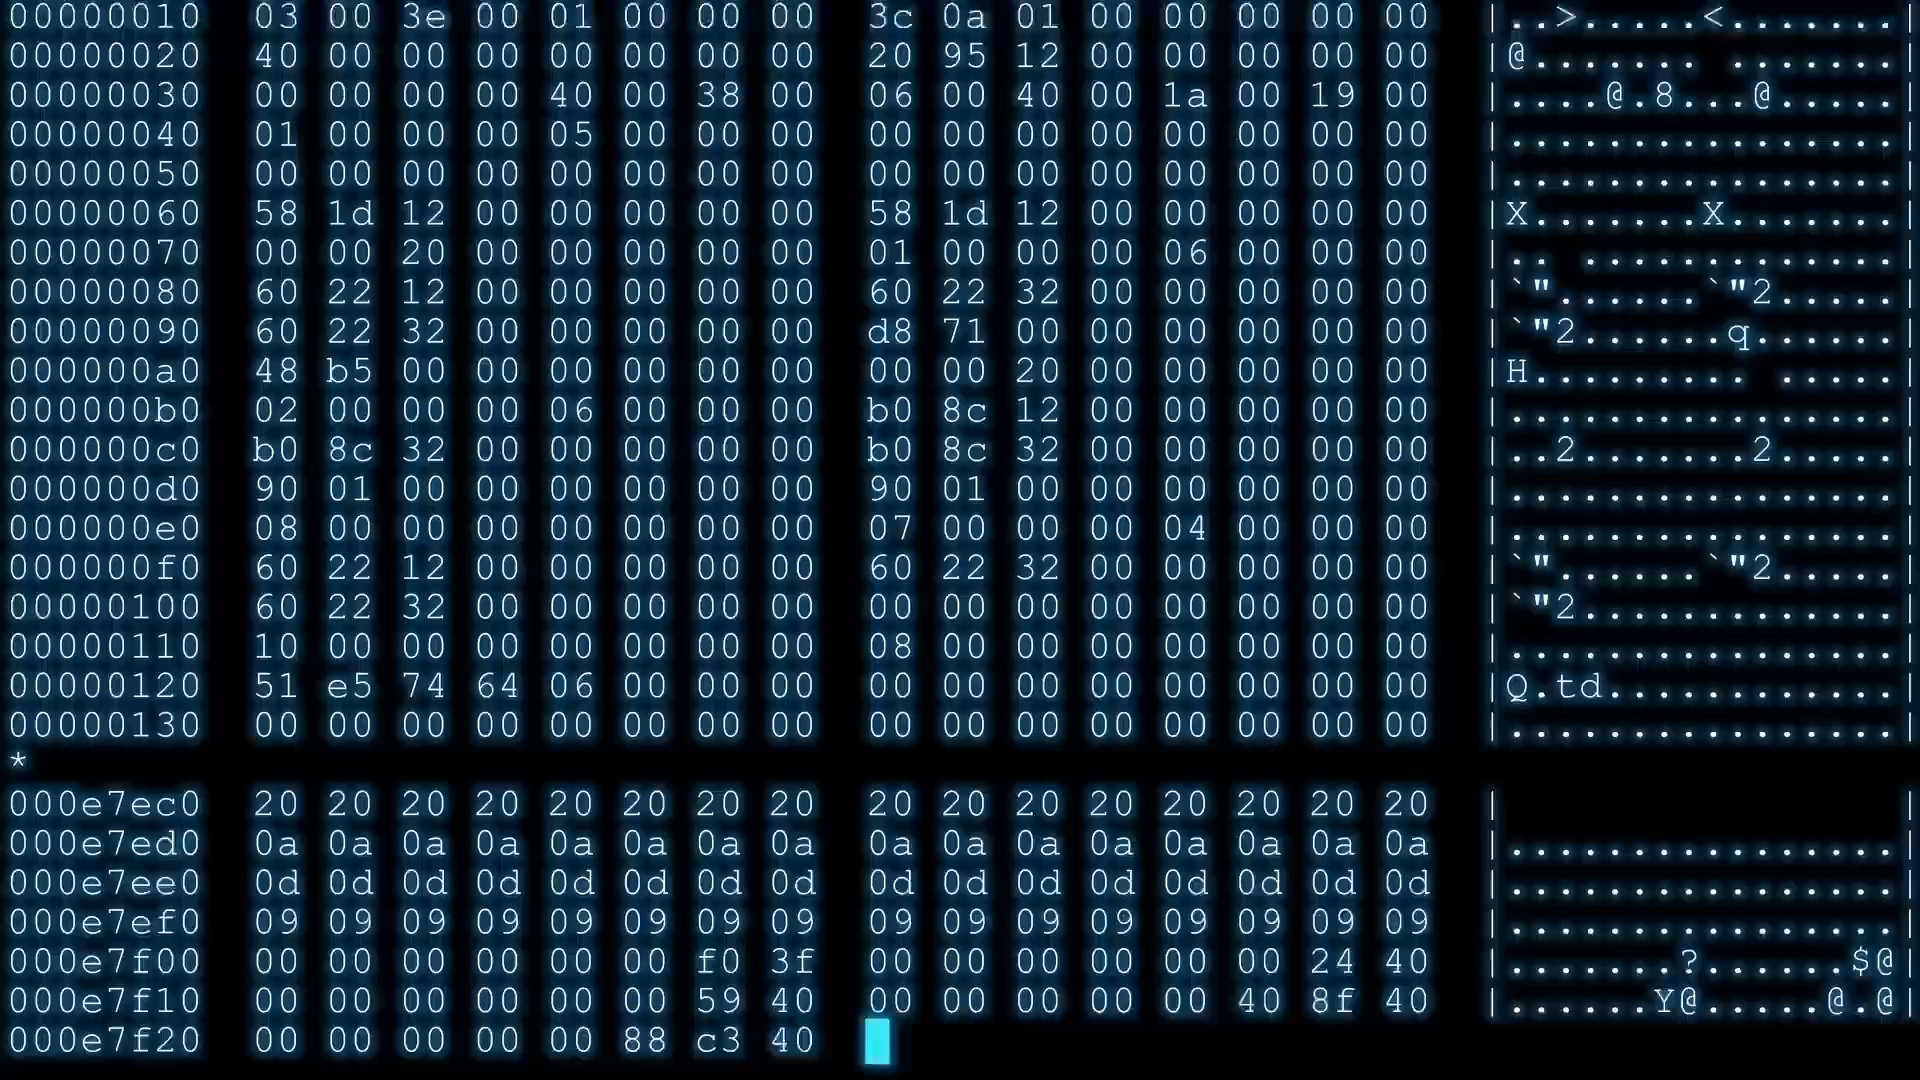 00000010 03 00 3e 00 01 00 00 00 3c 0a 01 00 00 00 00 00 |..>.....<.......|
00000020 40 00 00 00 00 00 00 00 20 95 12 00 00 00 00 00 |@....... .......|
00000030 00 00 00 00 40 00 38 00 06 00 40 00 1a 00 19 00 |....@.8...@.....|
00000040 01 00 00 00 05 00 00 00 00 00 00 00 00 00 00 00 |................|
00000050 00 00 00 00 00 00 00 00 00 00 00 00 00 00 00 00 |................|
00000060 58 1d 12 00 00 00 00 00 58 1d 12 00 00 00 00 00 |X.......X.......|
00000070 00 00 20 00 00 00 00 00 01 00 00 00 06 00 00 00 |.. .............|
00000080 60 22 12 00 00 00 00 00 60 22 32 00 00 00 00 00 |`"......`"2.....|
00000090 60 22 32 00 00 00 00 00 d8 71 00 00 00 00 00 00 |`"2......q......|
000000a0 48 b5 00 00 00 00 00 00 00 00 20 00 00 00 00 00 |H......... .....|
000000b0 02 00 00 00 06 00 00 00 b0 8c 12 00 00 00 00 00 |................|
000000c0 b0 8c 32 00 00 00 00 00 b0 8c 32 00 00 00 00 00 |..2.......2.....|
000000d0 90 01 00 00 00 00 00 00 90 01 00 00 00 00 00 00 |................|
000000e0 08 00 00 00 00 00 00 00 07 00 00 00 04 00 00 00 |................|
000000f0 60 22 12 00 00 00 00 00 60 22 32 00 00 00 00 00 |`"......`"2.....|
00000100 60 22 32 00 00 00 00 00 00 00 00 00 00 00 00 00 |`"2.............|
00000110 10 00 00 00 00 00 00 00 08 00 00 00 00 00 00 00 |................|
00000120 51 e5 74 64 06 00 00 00 00 00 00 00 00 00 00 00 |Q.td............|
00000130 00 00 00 00 00 00 00 00 00 00 00 00 00 00 00 00 |................|
*
000e7ec0 20 20 20 20 20 20 20 20 20 20 20 20 20 20 20 20 |                |
000e7ed0 0a 0a 0a 0a 0a 0a 0a 0a 0a 0a 0a 0a 0a 0a 0a 0a |................|
000e7ee0 0d 0d 0d 0d 0d 0d 0d 0d 0d 0d 0d 0d 0d 0d 0d 0d |................|
000e7ef0 09 09 09 09 09 09 09 09 09 09 09 09 09 09 09 09 |................|
000e7f00 00 00 00 00 00 00 f0 3f 00 00 00 00 00 00 24 40 |.......?......$@|
000e7f10 00 00 00 00 00 00 59 40 00 00 00 00 00 40 8f 40 |......Y@.....@.@|
000e7f20 00 00 00 00 00 88 c3 40